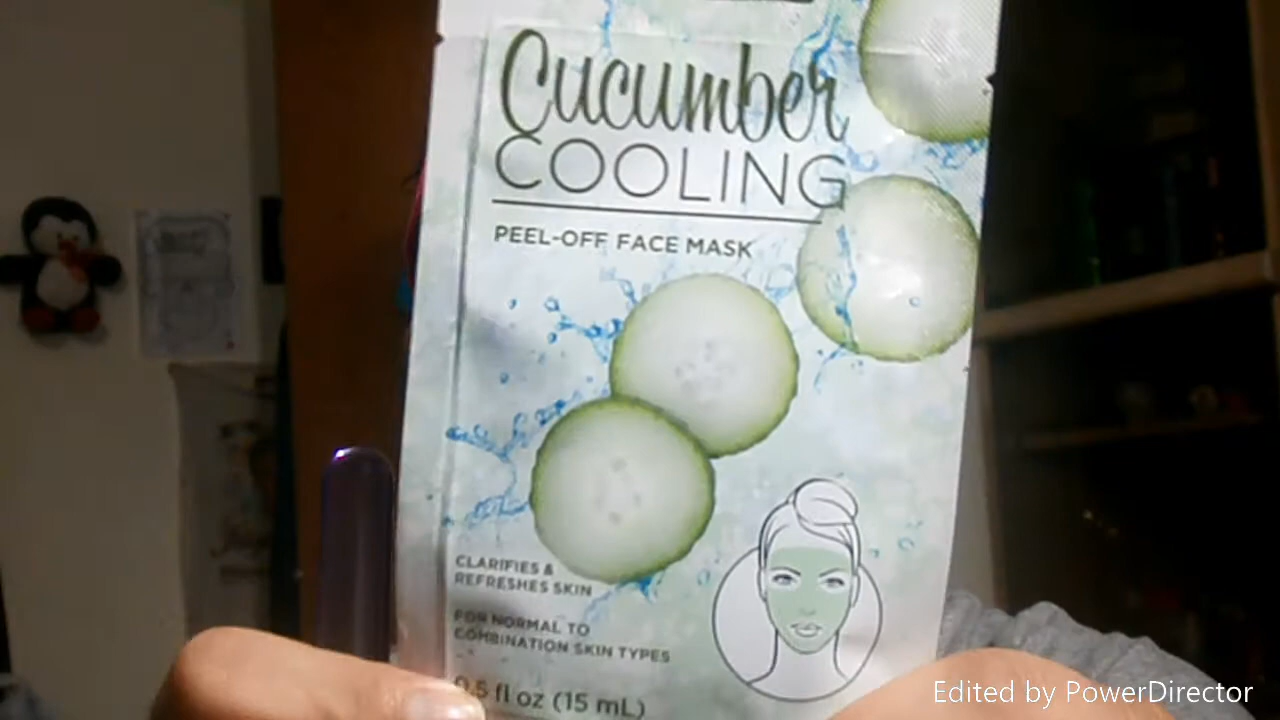 Cucumber
COOLING
PEEL-OFF FACE MASK
CLARIFIES &
REFRESHES SKIN
FOR NORMAL TO
COMBINATION SKIN TYPES
0.5 fl oz (15 mL)
Edited by PowerDirector